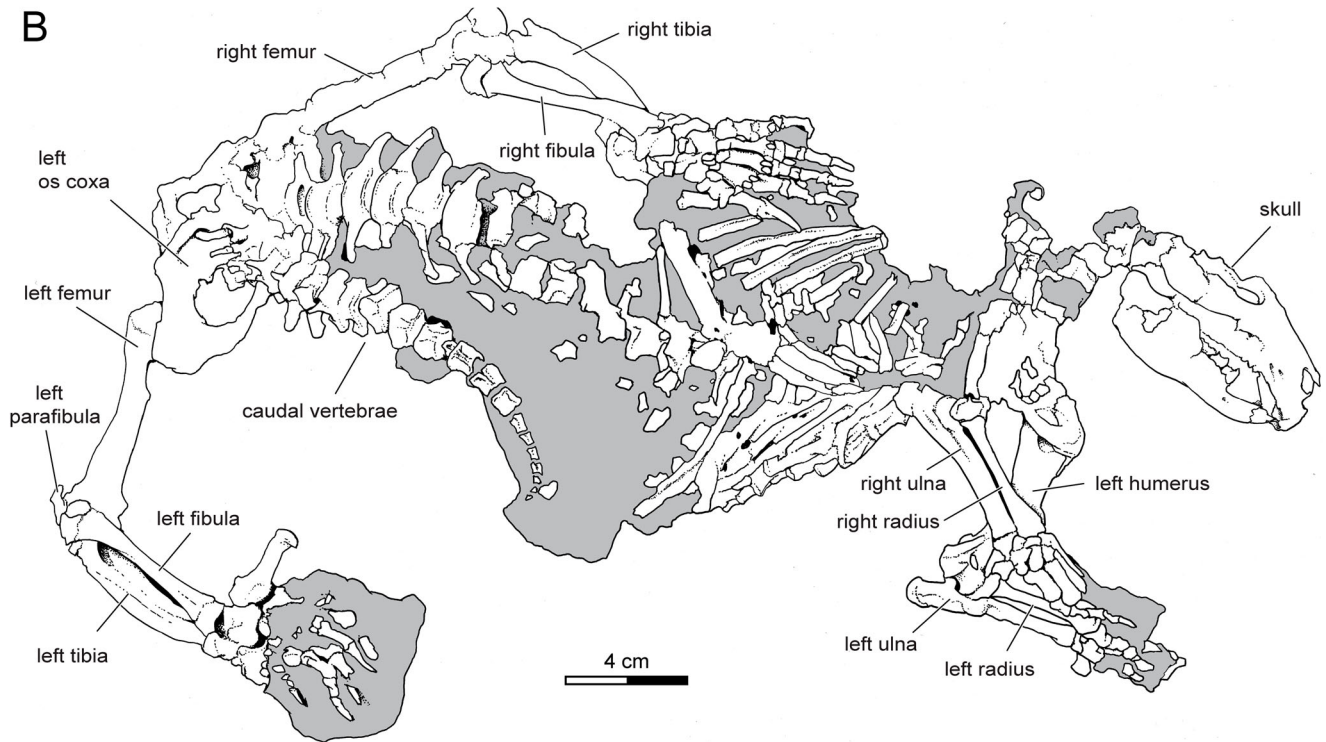 B
right femur
right tibia
left
os coxa
right fibula
skull
left femur
left
parafibula
caudal vertebrae
right ulna
left humerus
right radius
left fibula
left tibia
4 cm
left ulna
left radius